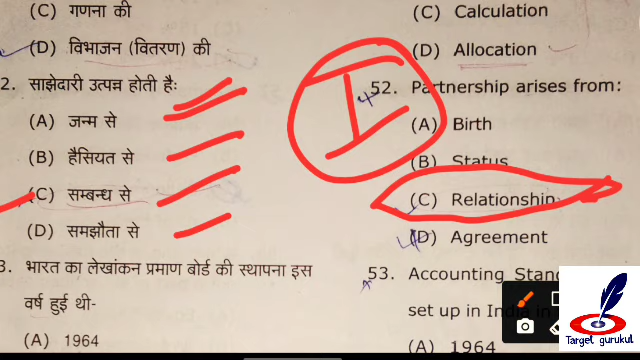 (C) गणना की
(D) विभाजन (वितरण) की
2. साझेदारी उत्पन्न होती हैः
(A) जन्म से
(B) हैसियत से
(C) सम्बन्ध से
(D) समझौता से
3. भारत का लेखांकन प्रमाण बोर्ड की स्थापना इस
वर्ष हुई थी-
(A) 1964
(C) Calculation
(D) Allocation
52. Partnership arises from:
(A) Birth
(B) Status
(C) Relationship
(D) Agreement
53. Accounting Stan
set up in India in
(A) 1964
I
Target gurukul